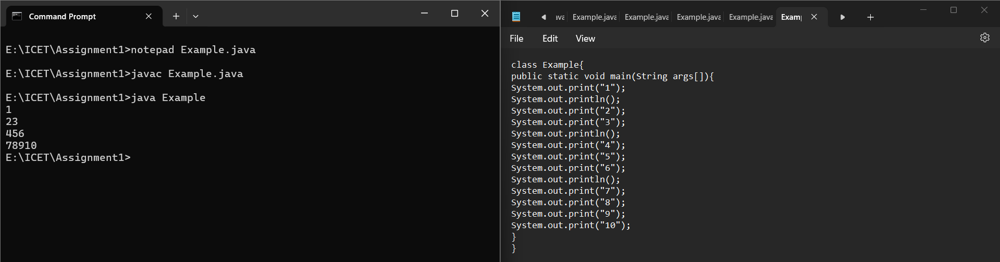 Command Prompt
E:\ICET\Assignment1>notepad Example.java
E:\ICET\Assignment1>javac Example.java
E:\ICET\Assignment1>java Example
1
23
456
78910
E:\ICET\Assignment1>
ava Example.java Example.java Example.java Example.java Exam
File Edit View
class Example{
public static void main(String args[]){
System.out.print("1");
System.out.println();
System.out.print("2");
System.out.print("3");
System.out.println();
System.out.print("4");
System.out.print("5");
System.out.print("6");
System.out.println();
System.out.print("7");
System.out.print("8");
System.out.print("9");
System.out.print("10");
}
}